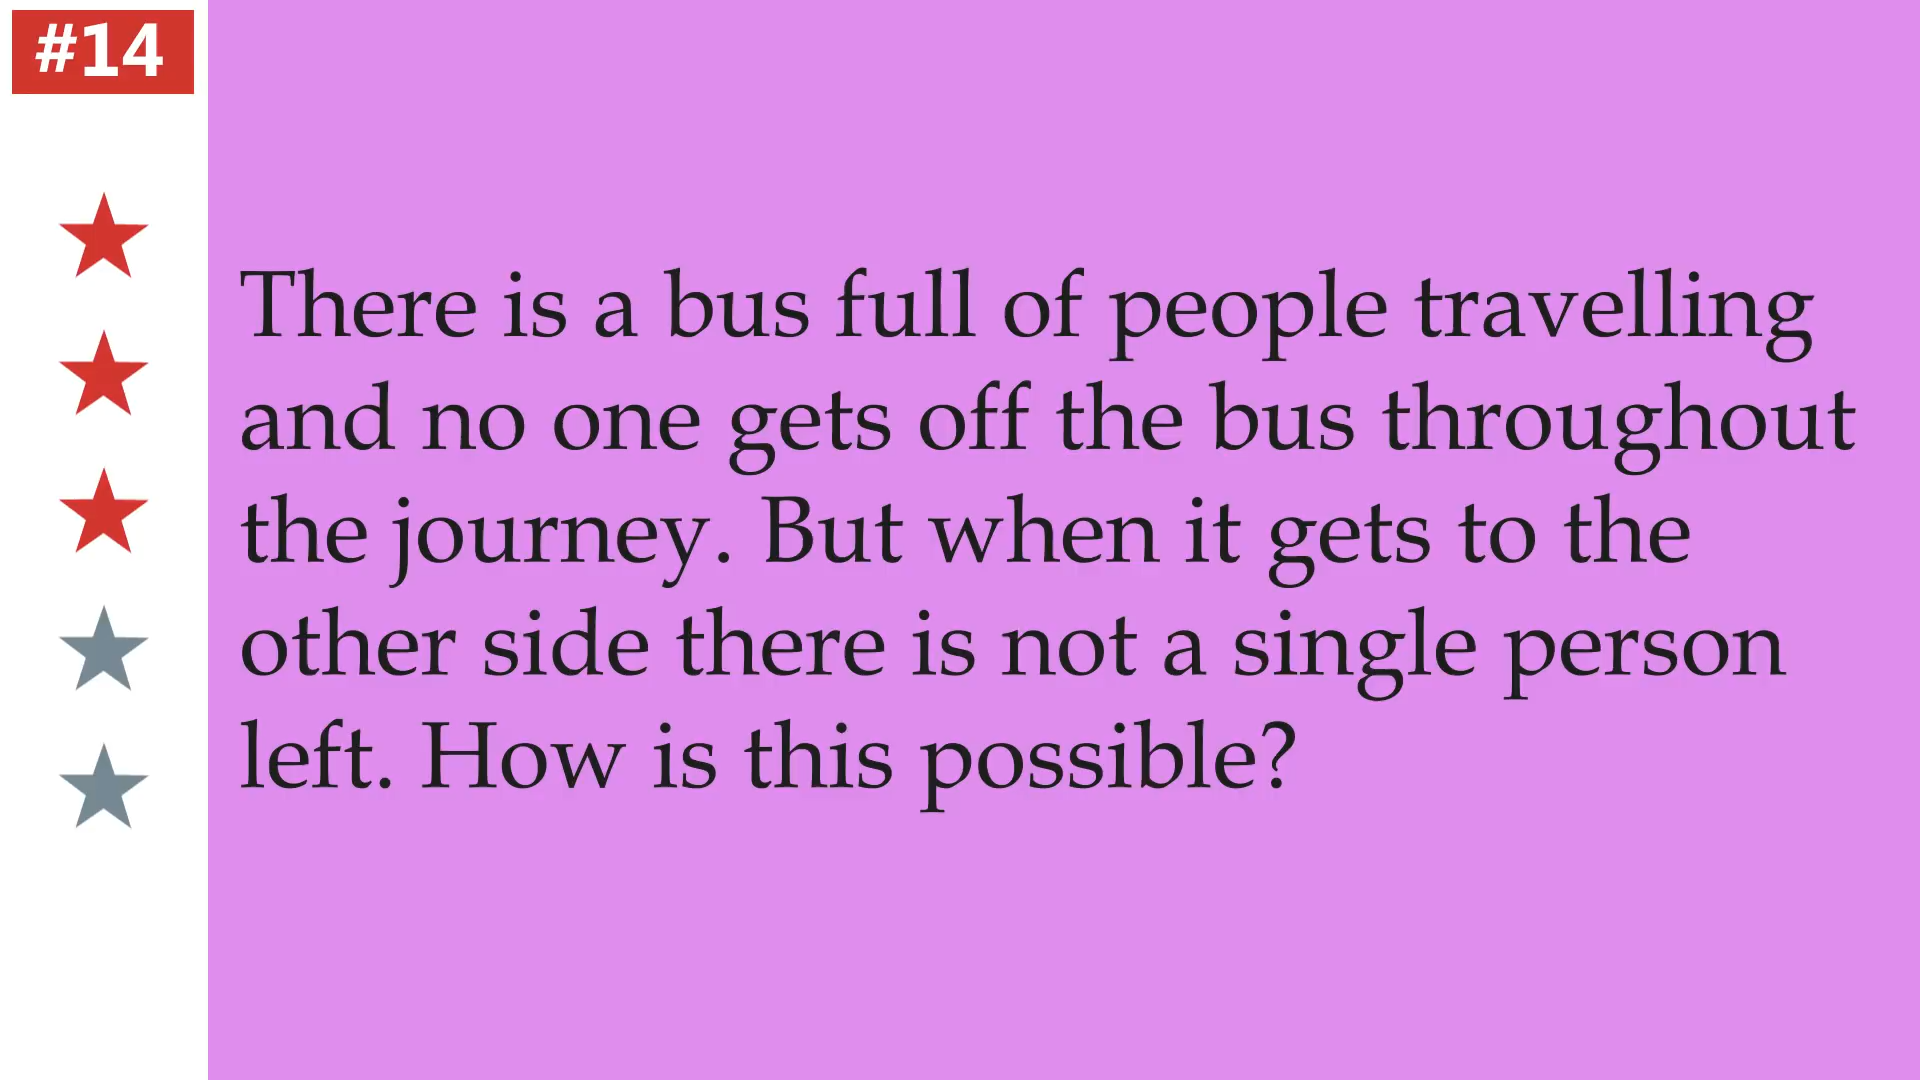 #14
There is a bus full of people travelling
and no one gets off the bus throughout
the journey. But when it gets to the
other side there is not a single person
left. How is this possible?